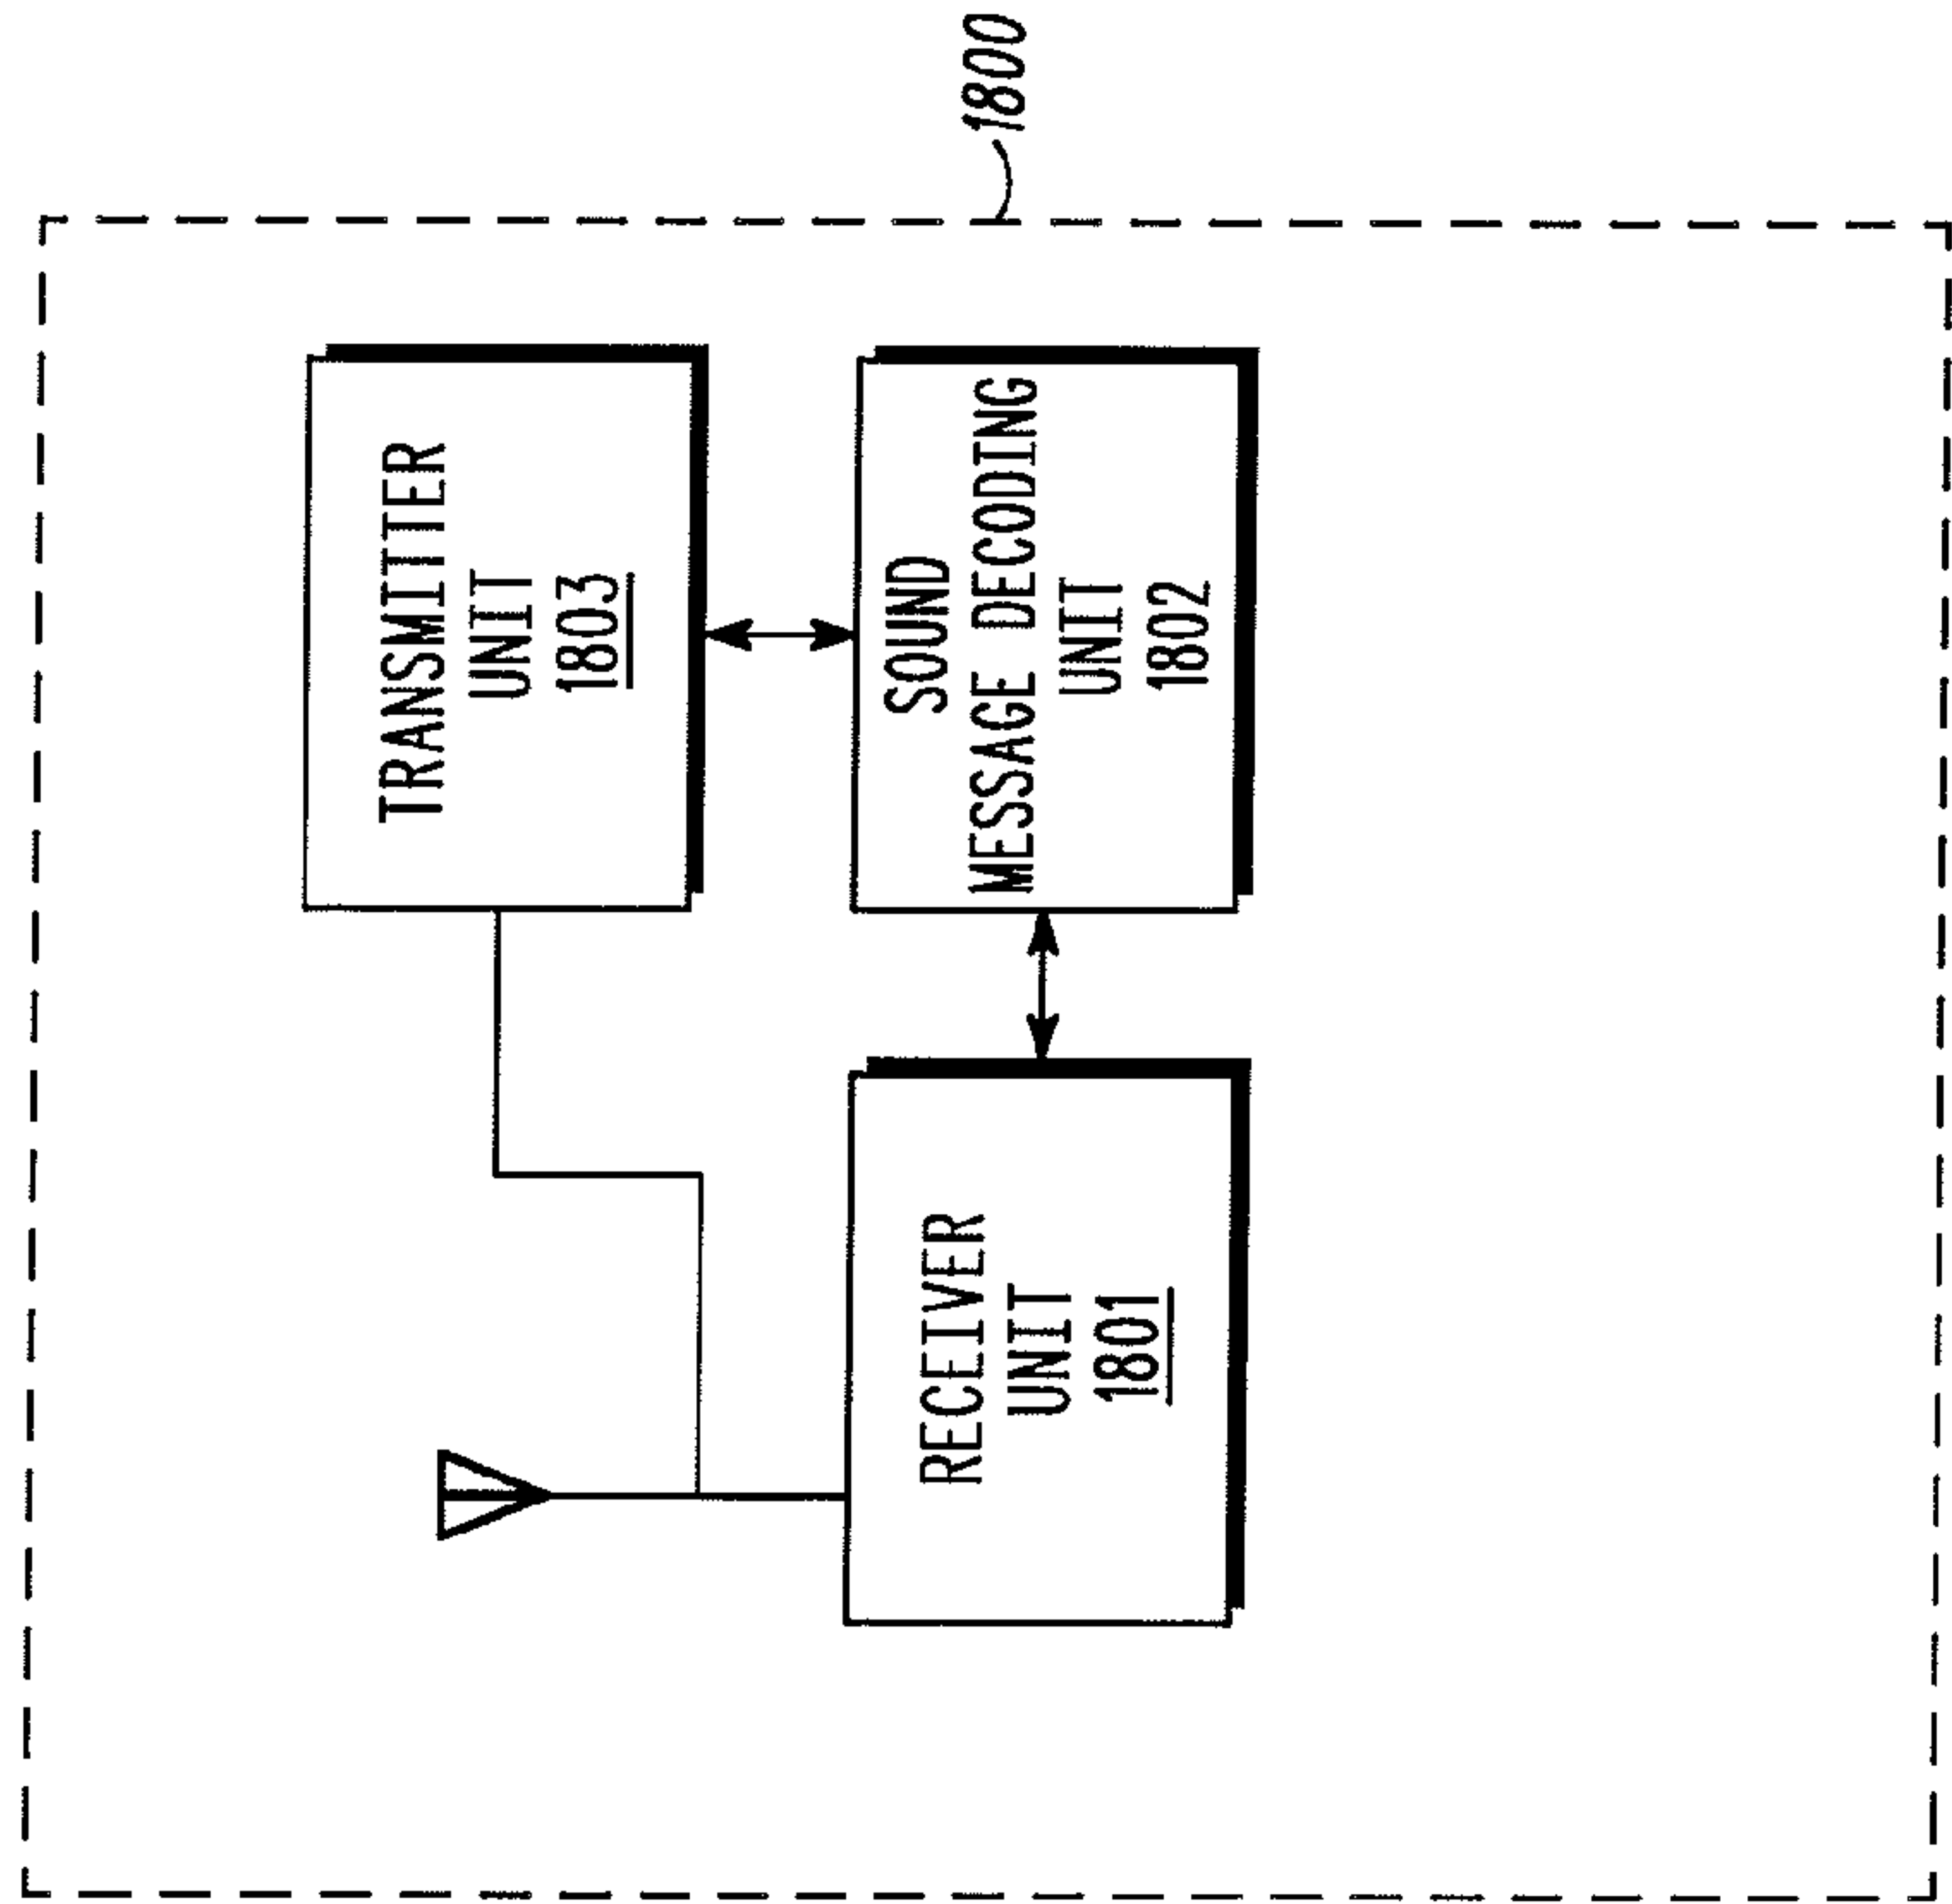 1800
TRANSMITTER
UNIT
1803
SOUND
MESSAGE DECODING
UNIT
1802
RECEIVER
UNIT
1801